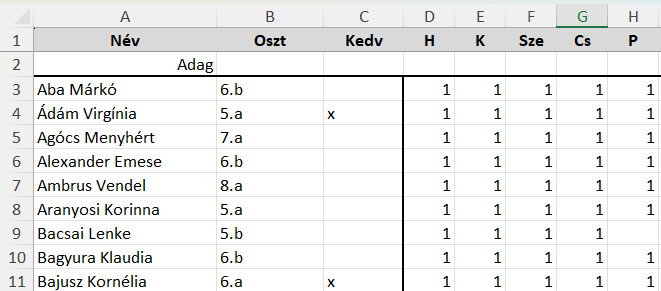 A B C D E F G H
1 Név Oszt Kedv H K Sze Cs P
2 Adag
3 Aba Márkó 6.b 1 1 1 1 1
4 Ádám Virgínia 5.a x 1 1 1 1 1
5 Agócs Menyhért 7.a 1 1 1 1 1
6 Alexander Emese 6.b 1 1 1 1 1
7 Ambrus Vendel 8.a 1 1 1 1 1
8 Aranyosi Korinna 5.a 1 1 1 1 1
9 Bacsai Lenke 5.b 1 1 1 1
10 Bagyura Klaudia 6.b 1 1 1 1 1
11 Bajusz Kornélia 6.a x 1 1 1 1 1